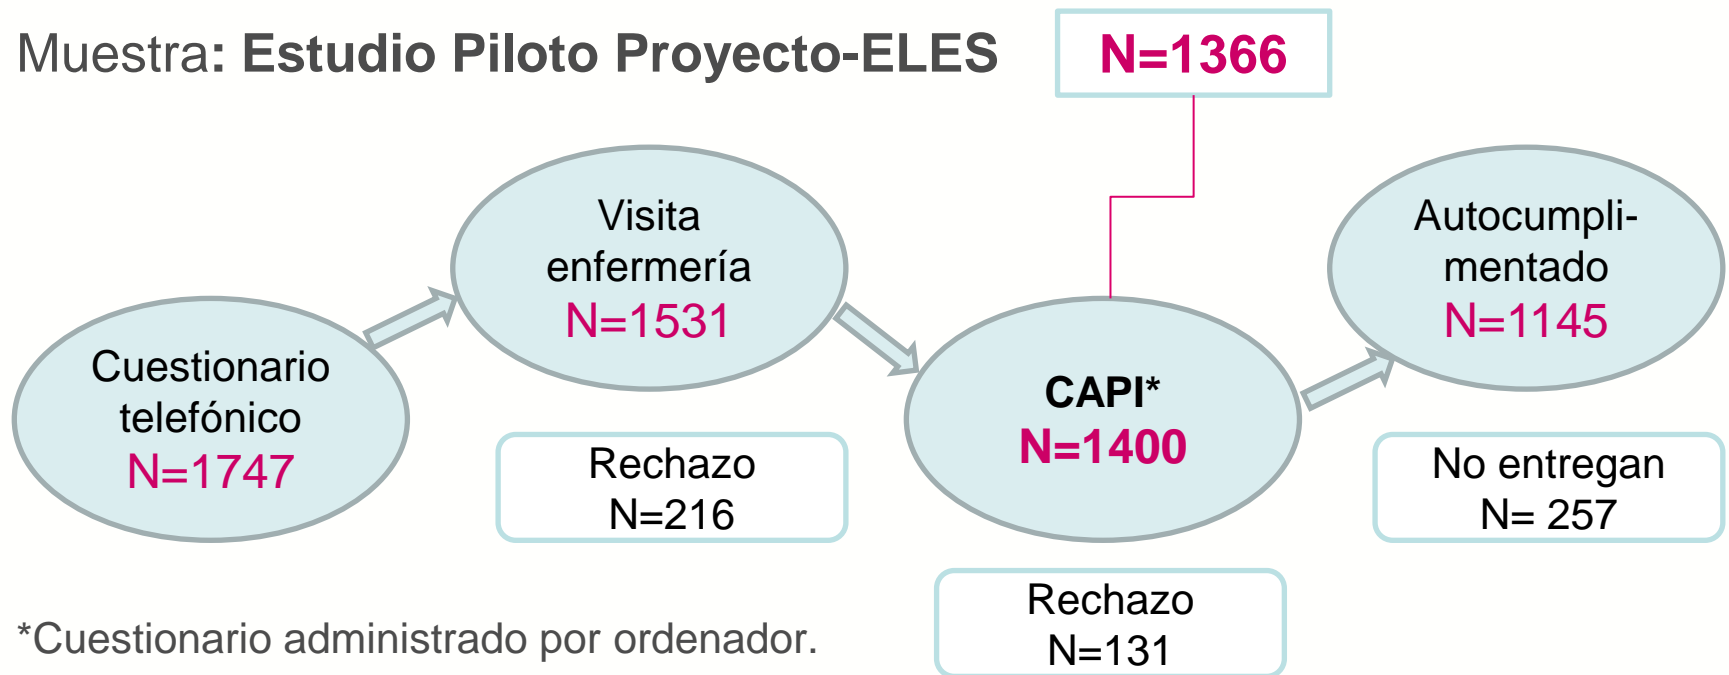 Muestra: Estudio Piloto Proyecto-ELES
N=1366
Cuestionario
telefónico
N=1747
Visita
enfermería
N=1531
Rechazo
N=216
CAPI*
N=1400
Rechazo
N=131
Autocumpli-
mentado
N=1145
No entregan
N= 257
*Cuestionario administrado por ordenador.